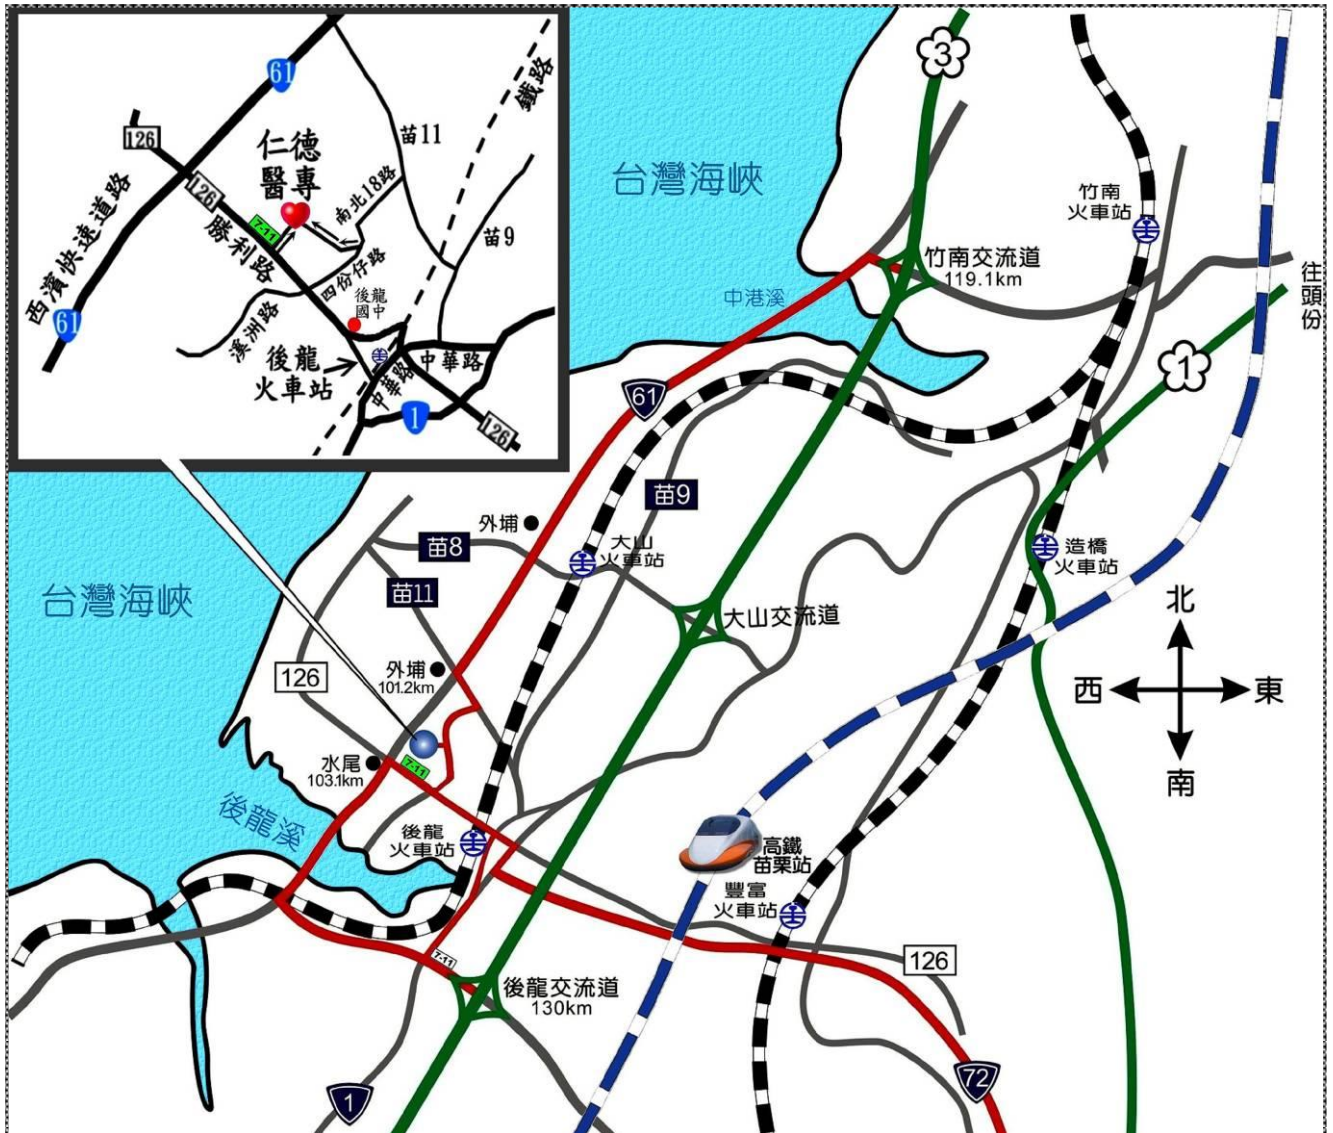 61
126
仁德
醫專
苗11
鐵路
126
7-11
南北18路
苗9
西濱快速道路
勝利路
四份仔路
後龍
國中
溪洲路
61
後龍
火車站
中華路
中華路
1
126
3
台灣海峽
竹南
火車站
竹南交流道
119.1km
往頭份
中港溪
1
61
苗9
外埔
苗8
大山
火車站
造橋
火車站
台灣海峽
苗11
大山交流道
北
西
東
南
外埔
101.2km
126
水尾
103.1km
7-11
後龍溪
後龍
火車站
高鐵
苗栗站
豐富
火車站
7-11
126
後龍交流道
130km
72
1